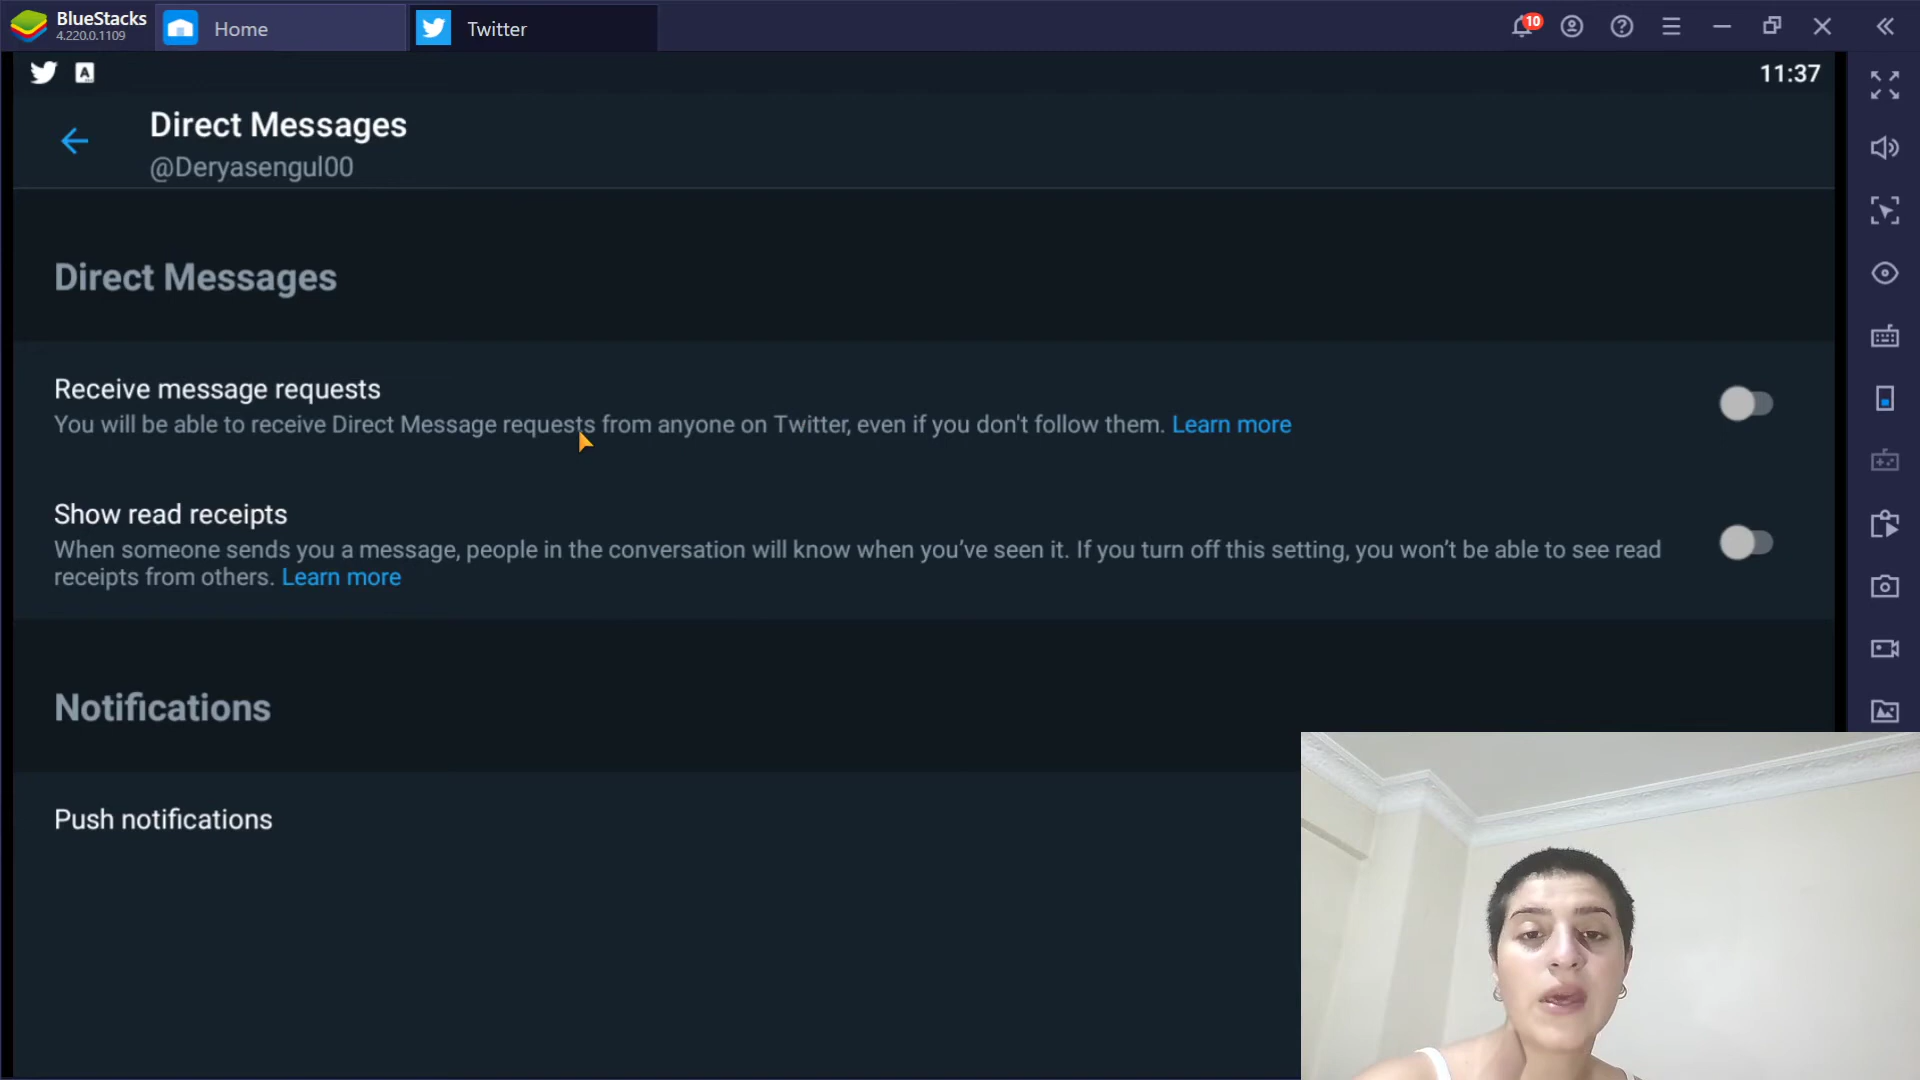 BlueStacks
4.220.0.1109
Home
Twitter
10
A
11:37
Direct Messages
@Deryasengul00
Direct Messages
Receive message requests
You will be able to receive Direct Message requests from anyone on Twitter, even if you don't follow them. Learn more
Show read receipts
When someone sends you a message, people in the conversation will know when you’ve seen it. If you turn off this setting, you won’t be able to see read
receipts from others. Learn more
Notifications
Push notifications